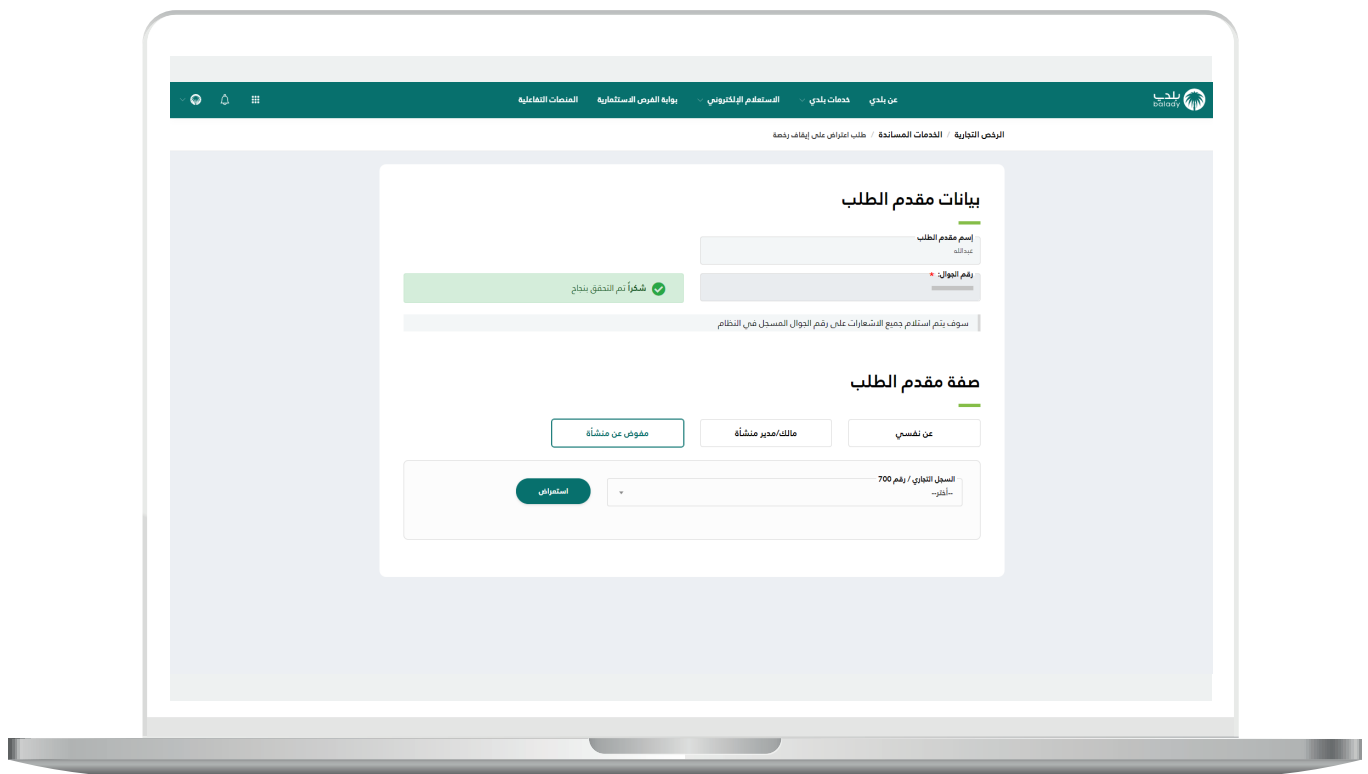 بلدي
balady
عن بلدي
خدمات بلدي
الاستعلام الإلكتروني
بوابة الفرص الاستثمارية
المنصات التفاعلية
الرخص التجارية / الخدمات المساندة / طلب اعتراض على إيقاف رخصة
بيانات مقدم الطلب
إسم مقدم الطلب
عبدالله
رقم الجوال: *
شكراً تم التحقق بنجاح
سوف يتم استلام جميع الاشعارات على رقم الجوال المسجل في النظام
صفة مقدم الطلب
عن نفسي
مالك/مدير منشأة
مفوض عن منشأة
السجل التجاري / رقم 700
--أختر--
استعراض